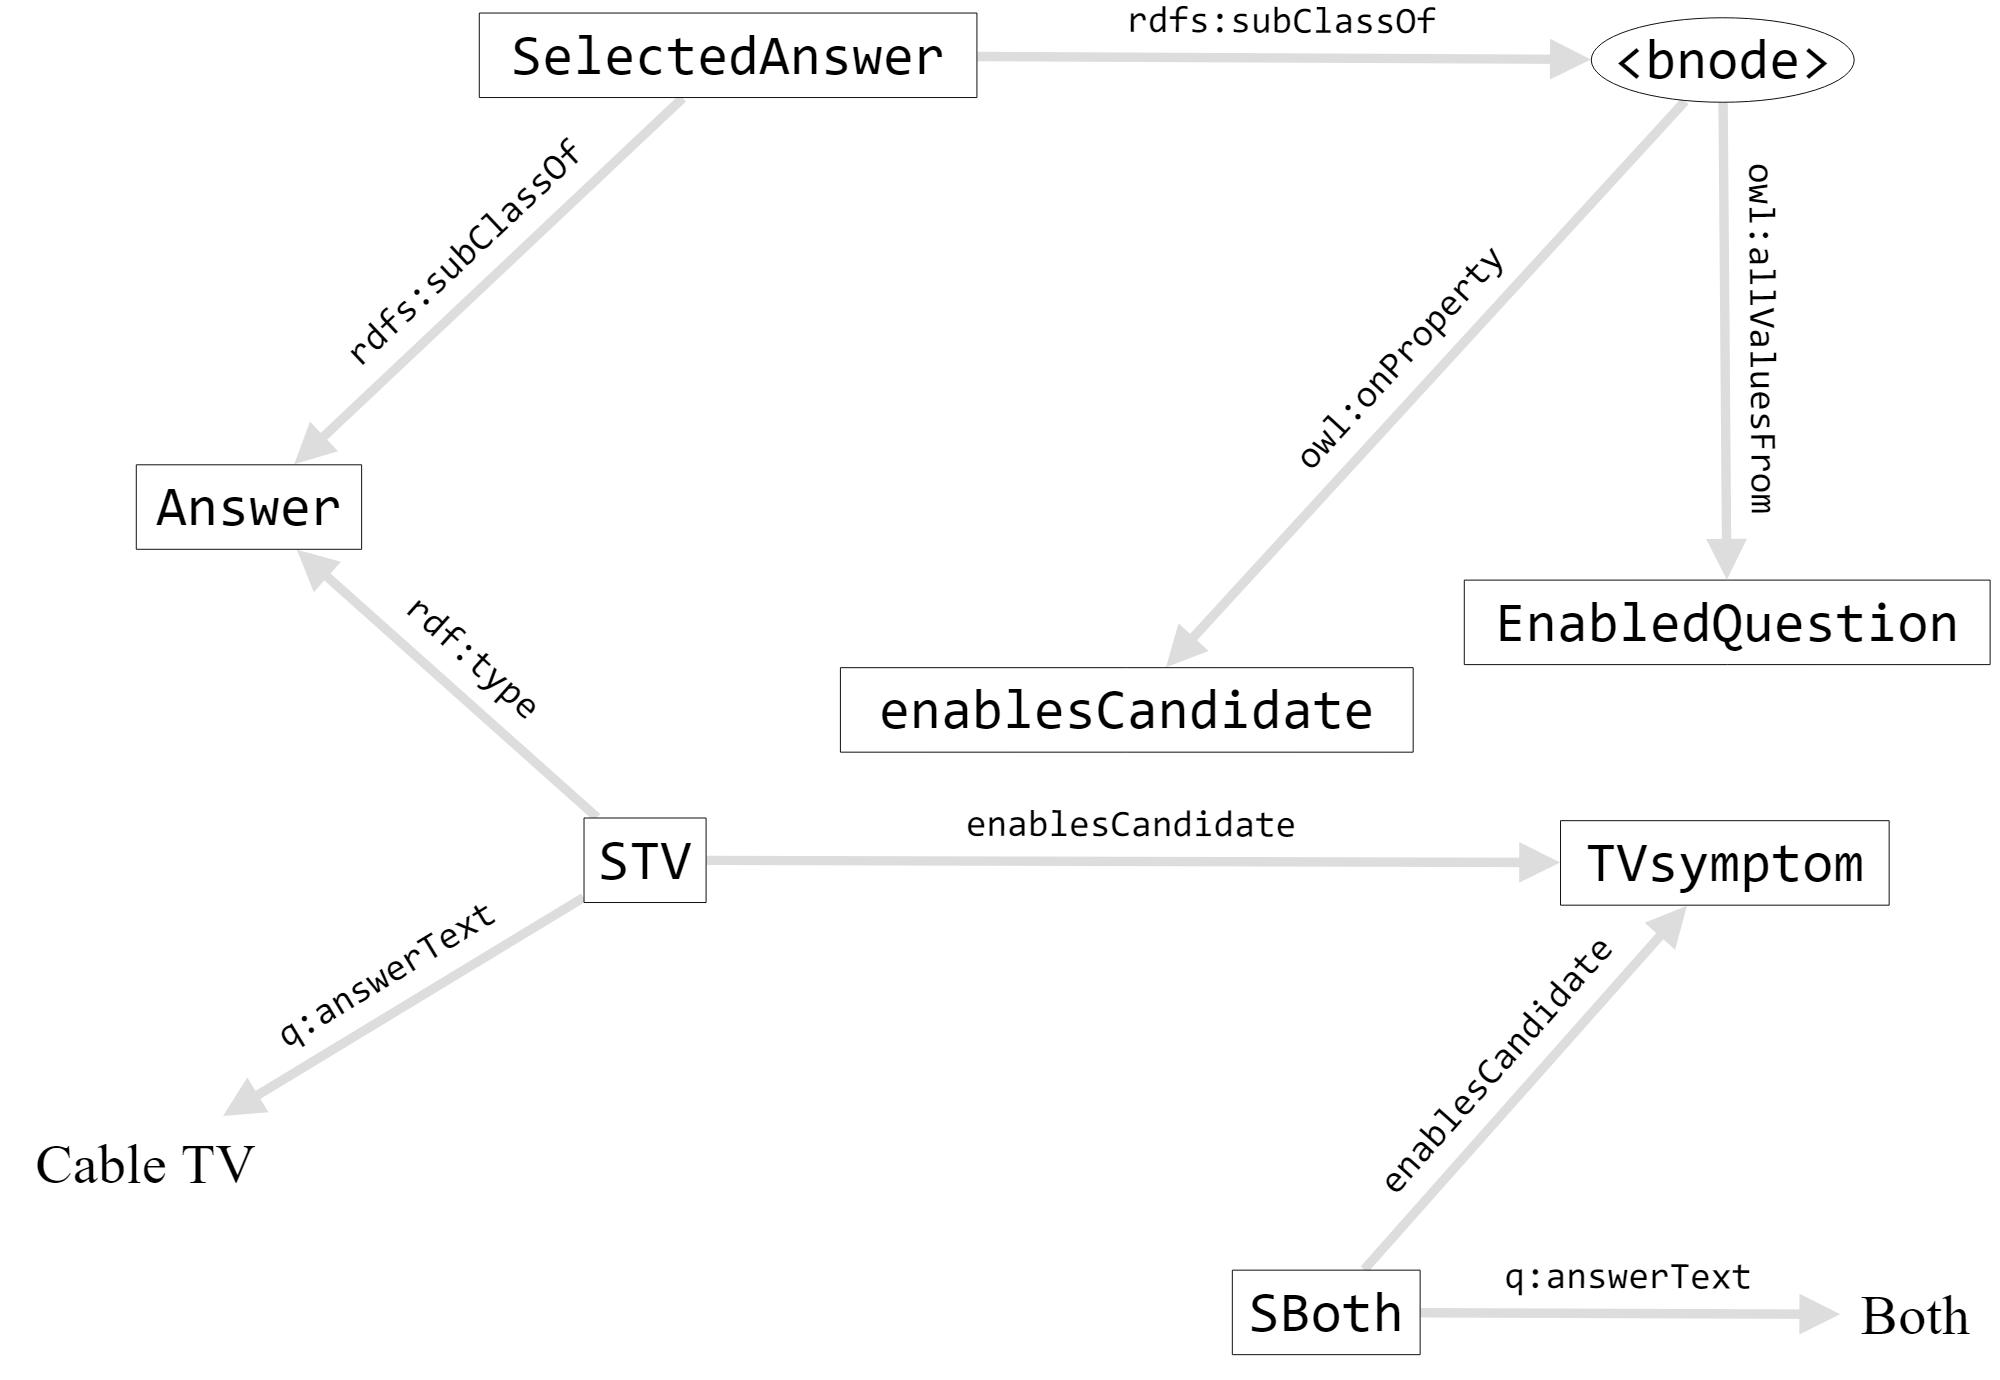 rdfs:subClassOf
SelectedAnswer
<bnode>
rdfs:subClassOf
owl:allValuesFrom
owl:onProperty
Answer
EnabledQuestion
rdf:type
enablesCandidate
enablesCandidate
STV
TVsymptom
q:answerText
enablesCandidate
Cable TV
q:answerText
SBoth
Both